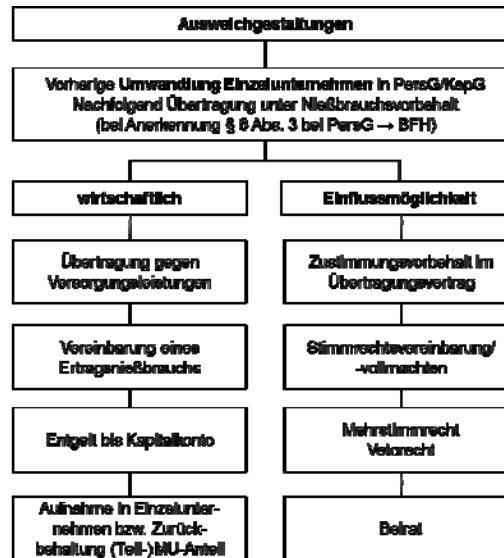 Ausweichgestaltungen
Vorherige Umwandlung Einzelunternehmen in PersG/KapG
Nachfolgend Übertragung unter Nießbrauchsvorbehalt
(bei Anerkennung § 6 Abs. 3 bei PersG → BFH)
wirtschaftlich
Übertragung gegen
Versorgungsleistungen
Vereinbarung eines
Ertragsnießbrauchs
Entgelt bis Kapitalkonto
Aufnahme in Einzelunter-
nehmen bzw. Zurück-
behaltung (Teil-)MU-Anteil
Einflussmöglichkeit
Zustimmungsvorbehalt im
Übertragungsvertrag
Stimmrechtsvereinbarung/
-vollmachten
Mehrstimmrecht
Vetorecht
Beirat